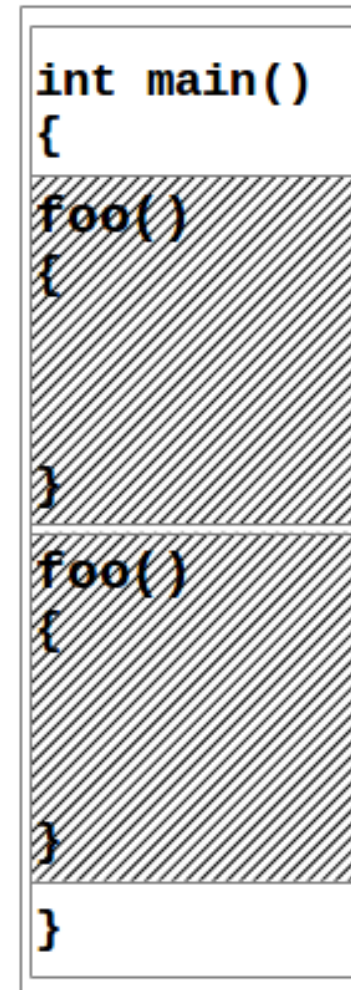 int main()
{
foo()
{
}
foo()
{
}
}